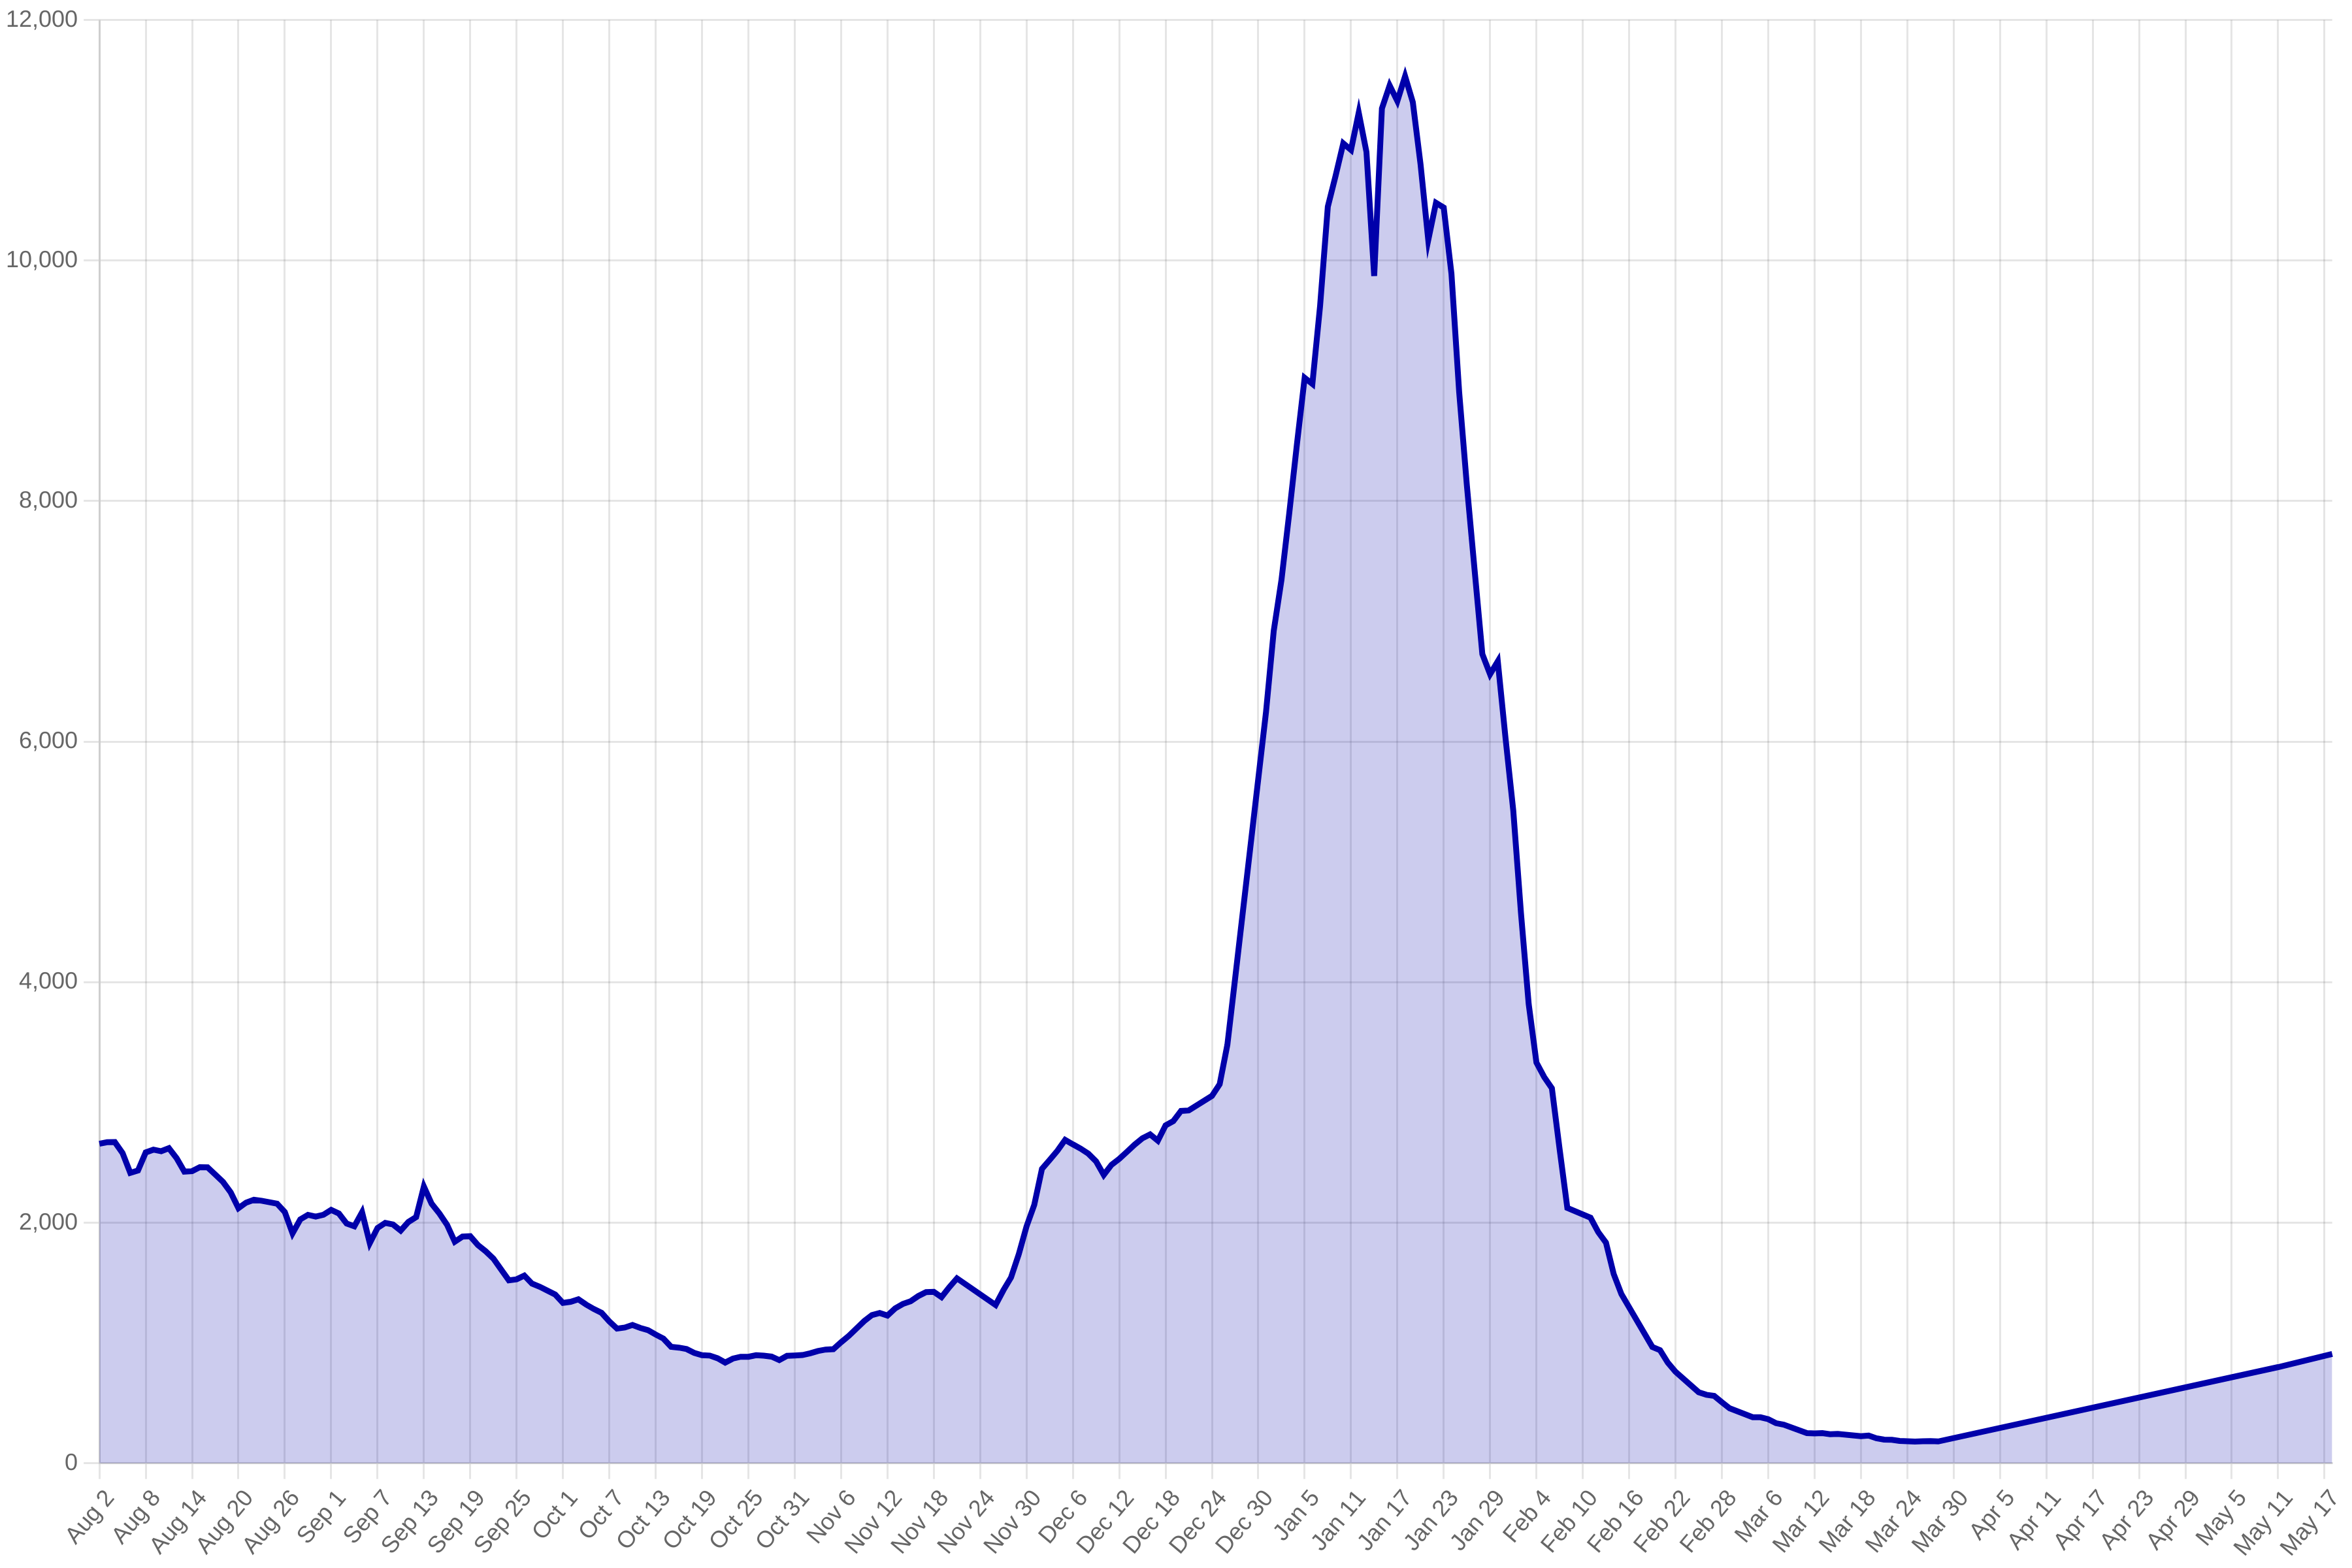 12,000
10,000
8,000
6,000
4,000
2,000
0
Aug 2
Aug 8
Aug 14
Aug 20
Aug 26
Sep 1
Sep 7
Sep 13
Sep 19
Sep 25
Oct 1
Oct 7
Oct 13
Oct 19
Oct 25
Oct 31
Nov 6
Nov 12
Nov 18
Nov 24
Nov 30
Dec 6
Dec 12
Dec 18
Dec 24
Dec 30
Jan 5
Jan 11
Jan 17
Jan 23
Jan 29
Feb 4
Feb 10
Feb 16
Feb 22
Feb 28
Mar 6
Mar 12
Mar 18
Mar 24
Mar 30
Apr 5
Apr 11
Apr 17
Apr 23
Apr 29
May 5
May 11
May 17